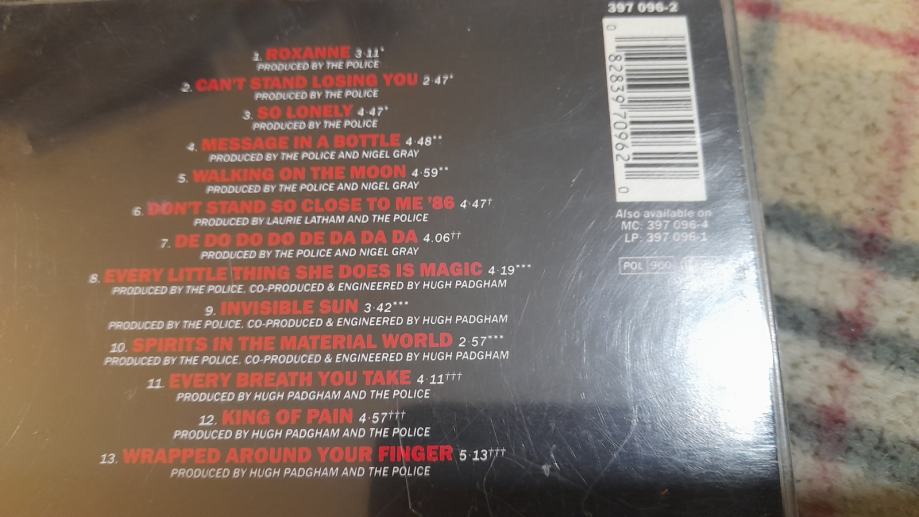 397 096-2
1. ROXANNE 3·11*
PRODUCED BY THE POLICE
2. CAN'T STAND LOSING YOU 2·47*
PRODUCED BY THE POLICE
3. SO LONELY 4·47*
PRODUCED BY THE POLICE
4. MESSAGE IN A BOTTLE 4·48**
PRODUCED BY THE POLICE AND NIGEL GRAY
5. WALKING ON THE MOON 4·59**
PRODUCED BY THE POLICE AND NIGEL GRAY
6. DON'T STAND SO CLOSE TO ME '86 4·47†
PRODUCED BY LAURIE LATHAM AND THE POLICE
7. DE DO DO DO DE DA DA DA 4.06††
PRODUCED BY THE POLICE AND NIGEL GRAY
8. EVERY LITTLE THING SHE DOES IS MAGIC 4·19***
PRODUCED BY THE POLICE. CO-PRODUCED & ENGINEERED BY HUGH PADGHAM
9. INVISIBLE SUN 3·42***
PRODUCED BY THE POLICE. CO-PRODUCED & ENGINEERED BY HUGH PADGHAM
10. SPIRITS IN THE MATERIAL WORLD 2·57***
PRODUCED BY THE POLICE. CO-PRODUCED & ENGINEERED BY HUGH PADGHAM
11. EVERY BREATH YOU TAKE 4·11†††
PRODUCED BY HUGH PADGHAM AND THE POLICE
12. KING OF PAIN 4·57†††
PRODUCED BY HUGH PADGHAM AND THE POLICE
13. WRAPPED AROUND YOUR FINGER 5·13†††
PRODUCED BY HUGH PADGHAM AND THE POLICE
0 82839 70962 0
Also available on
MC: 397 096-4
LP: 397 096-1
POL 900